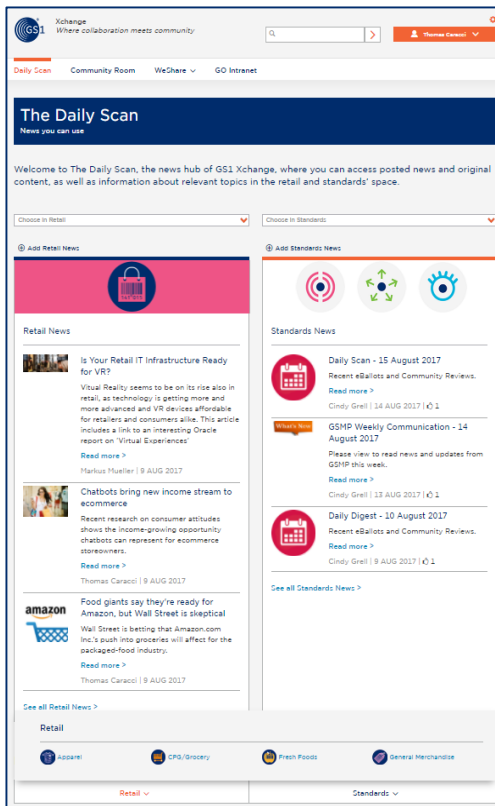 GS1
Xchange
Where collaboration meets community
Thomas Caracci
Daily Scan
Community Room
WeShare
GO Intranet
The Daily Scan
News you can use
Welcome to The Daily Scan, the news hub of GS1 Xchange, where you can access posted news and original
content, as well as information about relevant topics in the retail and standards' space.
Choose in Retail
Choose in Standards
Add Retail News
Add Standards News
Retail News
Is Your Retail IT Infrastructure Ready
for VR?
Vitual Reality seems to be on its rise also in
retail, as technology is getting more and
more advanced and VR devices affordable
for retailers and consumers alike. This article
includes a link to an interesting Oracle
report on 'Virtual Experiences'
Read more >
Markus Mueller | 9 AUG 2017
Chatbots bring new income stream to
ecommerce
Recent research on consumer attitudes
shows the income-growing opportunity
chatbots can represent for ecommerce
storeowners.
Read more >
Thomas Caracci | 9 AUG 2017
amazon
Food giants say they're ready for
Amazon, but Wall Street is skeptical
Wall Street is betting that Amazon.com
Inc.'s push into groceries will affect for the
packaged-food industry.
Read more >
Thomas Caracci | 9 AUG 2017
See all Retail News >
Standards News
Daily Scan - 15 August 2017
Recent eBallots and Community Reviews.
Read more >
Cindy Grell | 14 AUG 2017 | 1
What's New
GSMP Weekly Communication - 14
August 2017
Please view to read news and updates from
GSMP this week.
Read more >
Cindy Grell | 13 AUG 2017 | 1
Daily Digest - 10 August 2017
Recent eBallots and Community Reviews.
Read more >
Cindy Grell | 9 AUG 2017 | 1
See all Standards News >
Retail
Apparel
CPG/Grocery
Fresh Foods
General Merchandise
Retail
Standards